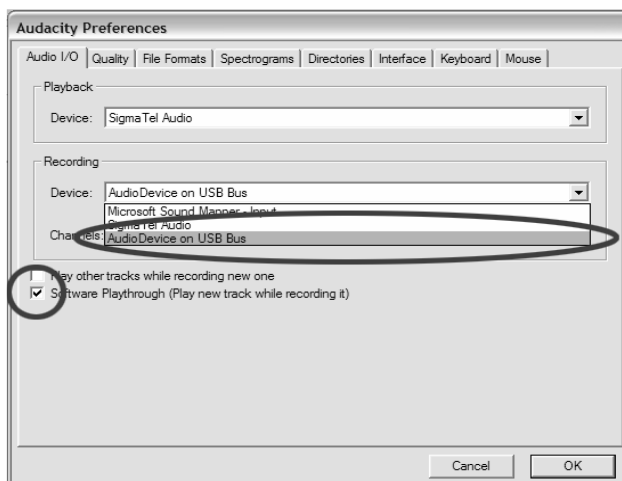 Audacity Preferences
Audio I/O Quality File Formats Spectrograms Directories Interface Keyboard Mouse
Playback
Device: SigmaTel Audio
Recording
Device: AudioDevice on USB Bus
Microsoft Sound Mapper - Input
SigmaTel Audio
Channels: AudioDevice on USB Bus
Play other tracks while recording new one
Software Playthrough (Play new track while recording it)
Cancel OK